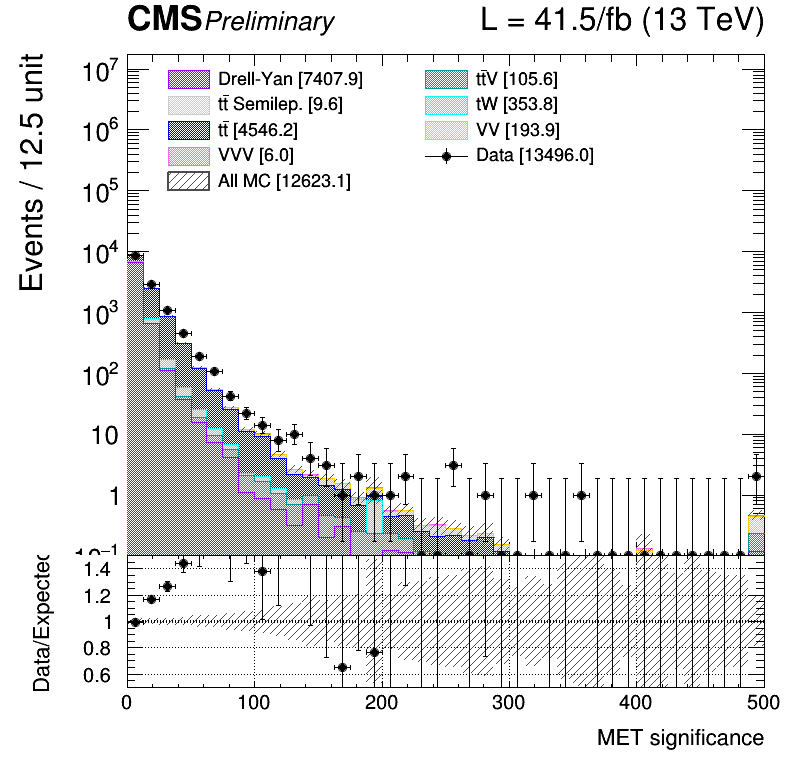 CMS Preliminary L = 41.5/fb (13 TeV)
Events / 12.5 unit
Drell-Yan [7407.9]
tt̄ Semilep. [9.6]
tt̄ [4546.2]
VVV [6.0]
All MC [12623.1]
tt̄V [105.6]
tW [353.8]
VV [193.9]
Data [13496.0]
10⁷
10⁶
10⁵
10⁴
10³
10²
10
1
10⁻¹
Data/Expected
1.4
1.2
1
0.8
0.6
0 100 200 300 400 500
MET significance